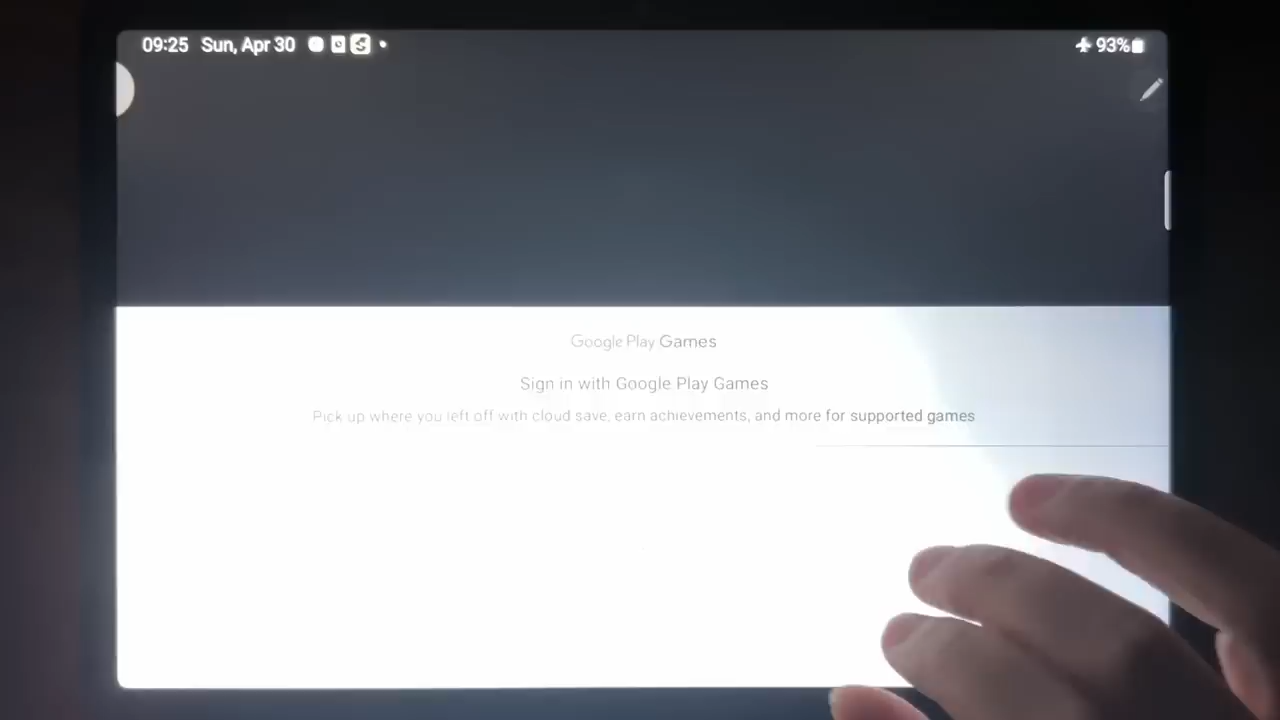 09:25 Sun, Apr 30 93%
Google Play Games
Sign in with Google Play Games
Pick up where you left off with cloud save, earn achievements, and more for supported games